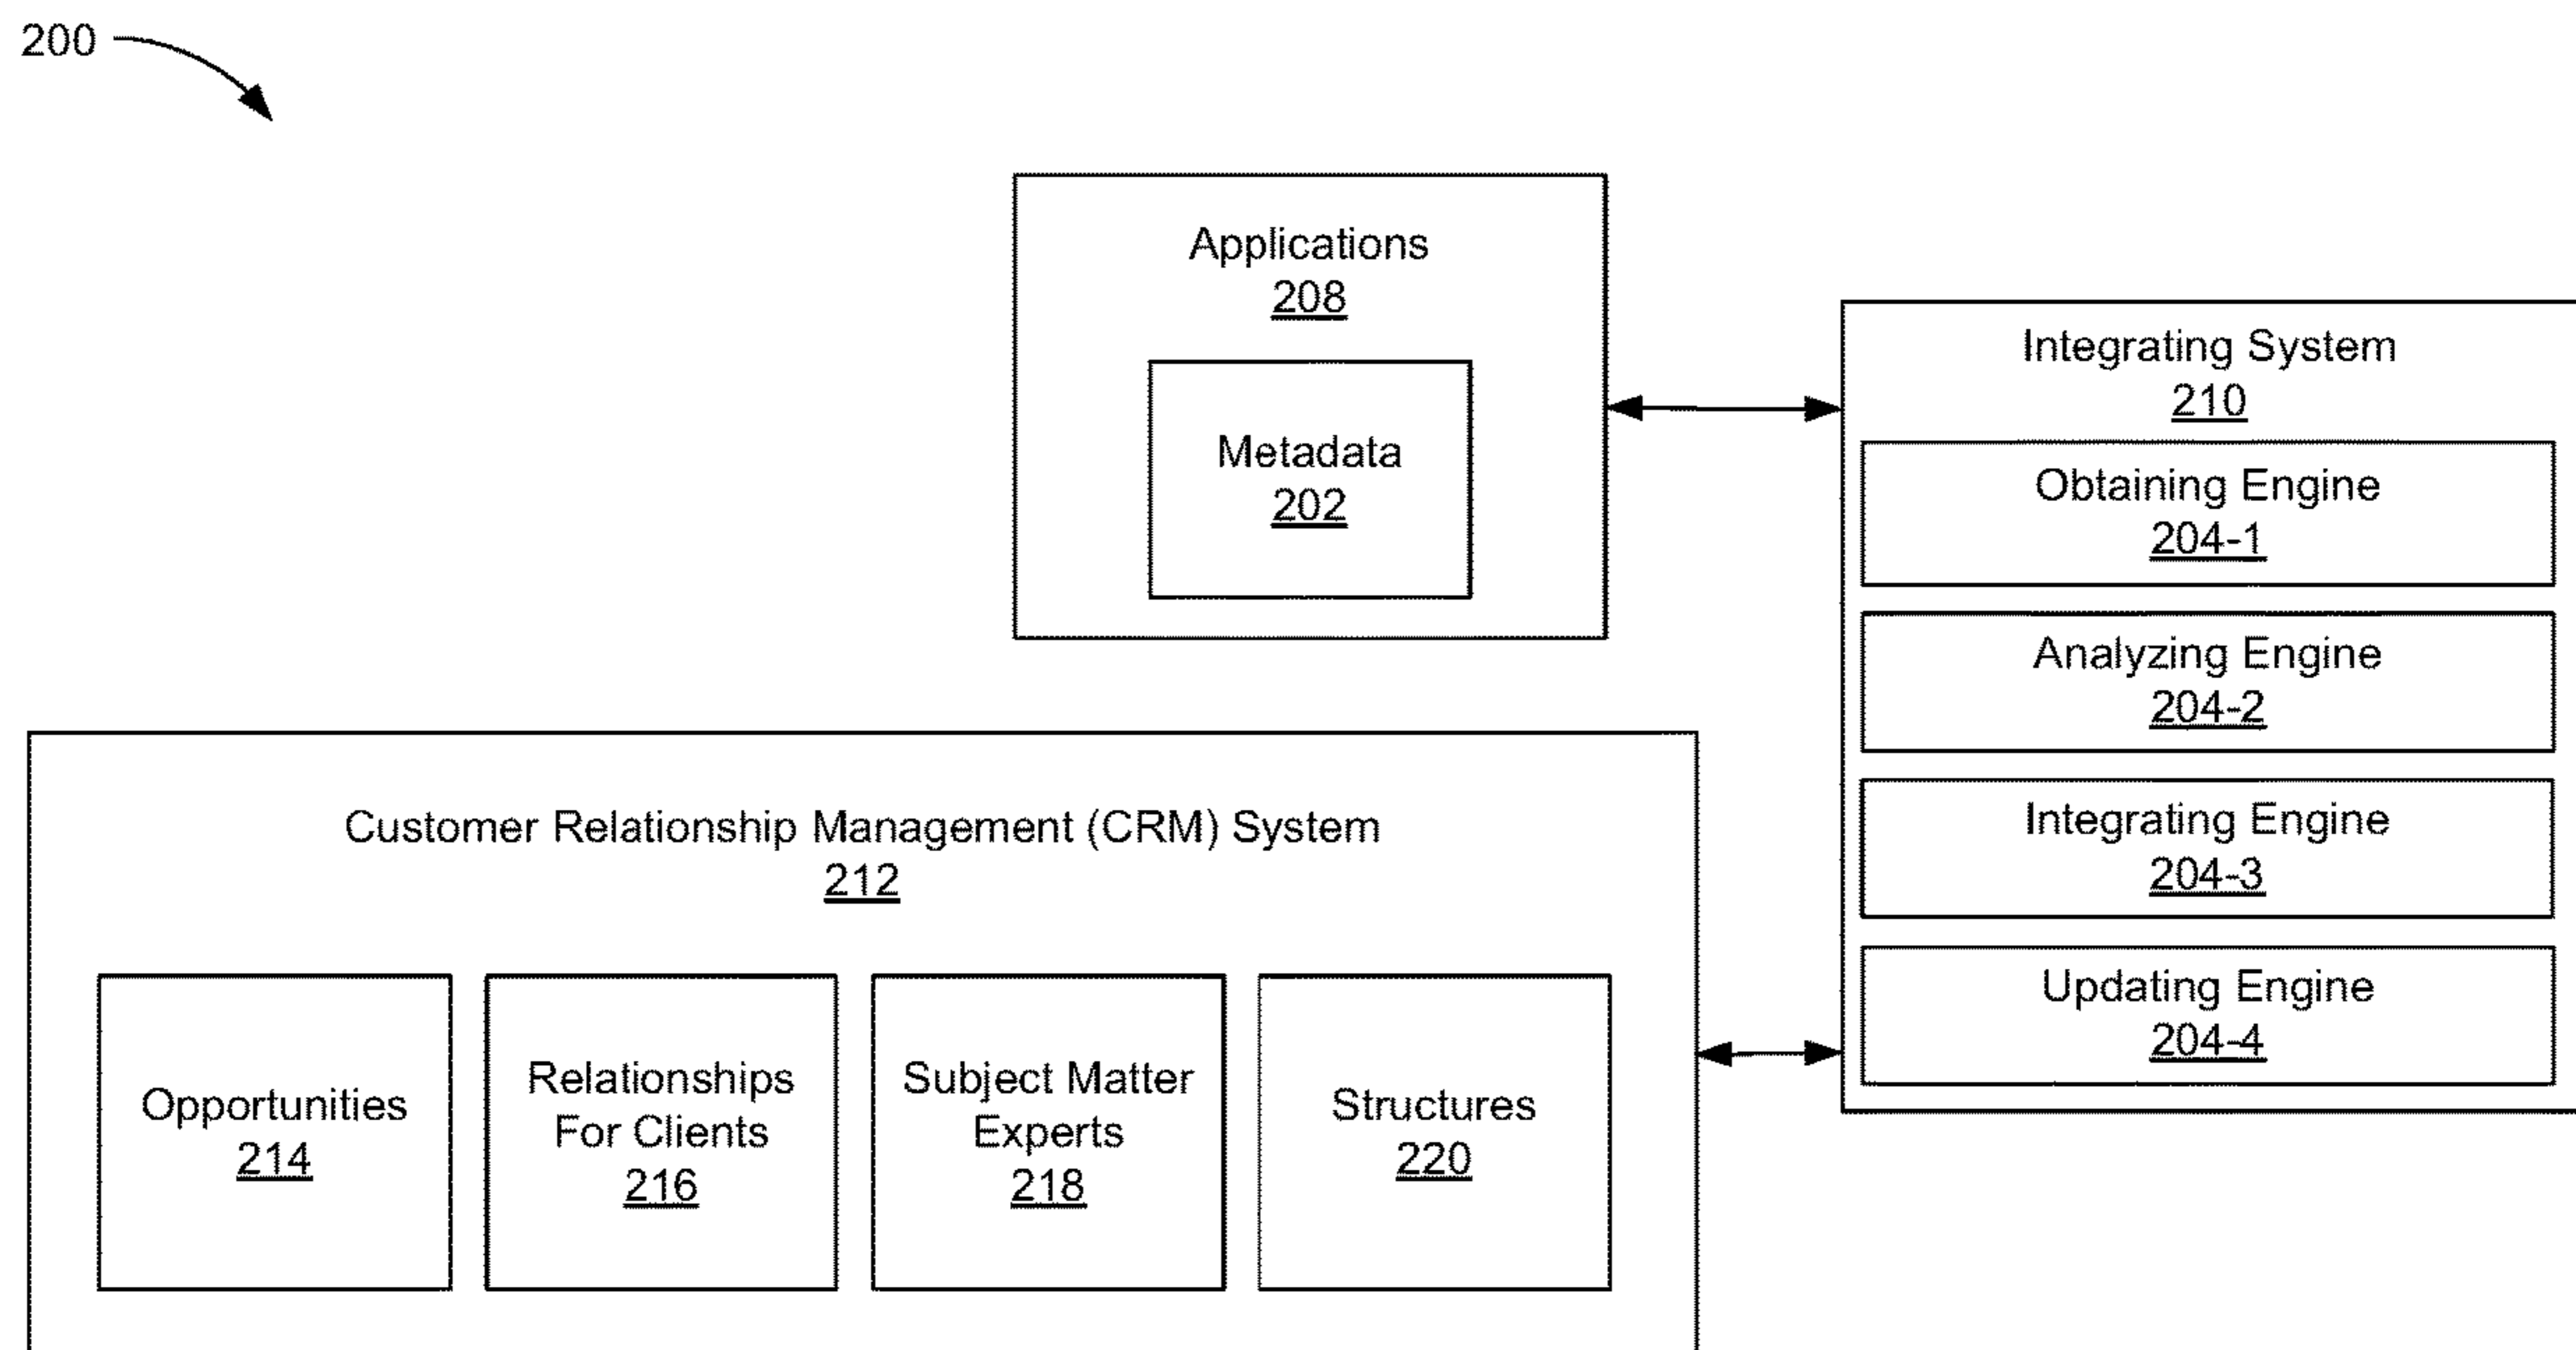 200
Applications
208
Metadata
202
Integrating System
210
Obtaining Engine
204-1
Analyzing Engine
204-2
Integrating Engine
204-3
Updating Engine
204-4
Customer Relationship Management (CRM) System
212
Opportunities
214
Relationships
For Clients
216
Subject Matter
Experts
218
Structures
220